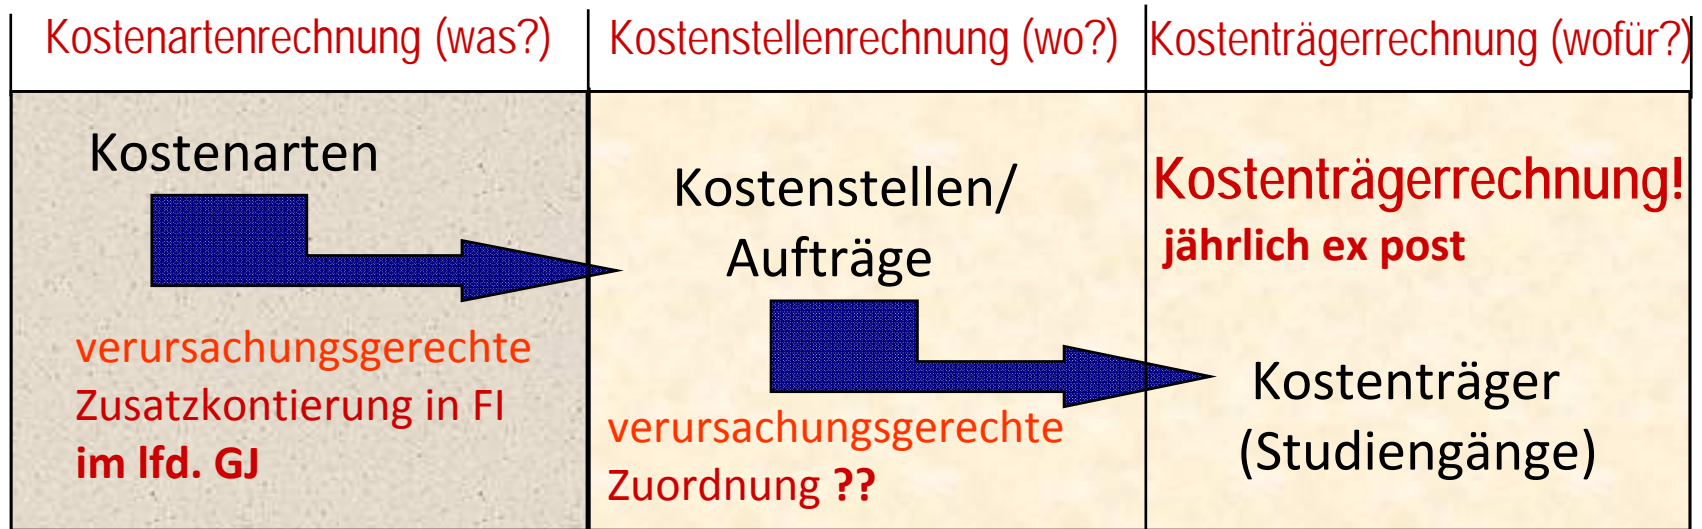 Kostenartenrechnung (was?)
Kostenstellenrechnung (wo?)
Kostenträgerrechnung (wofür?)
Kostenarten
verursachungsgerechte
Zusatzkontierung in FI
im lfd. GJ
Kostenstellen/
Aufträge
verursachungsgerechte
Zuordnung ??
Kostenträgerrechnung!
jährlich ex post
Kostenträger
(Studiengänge)